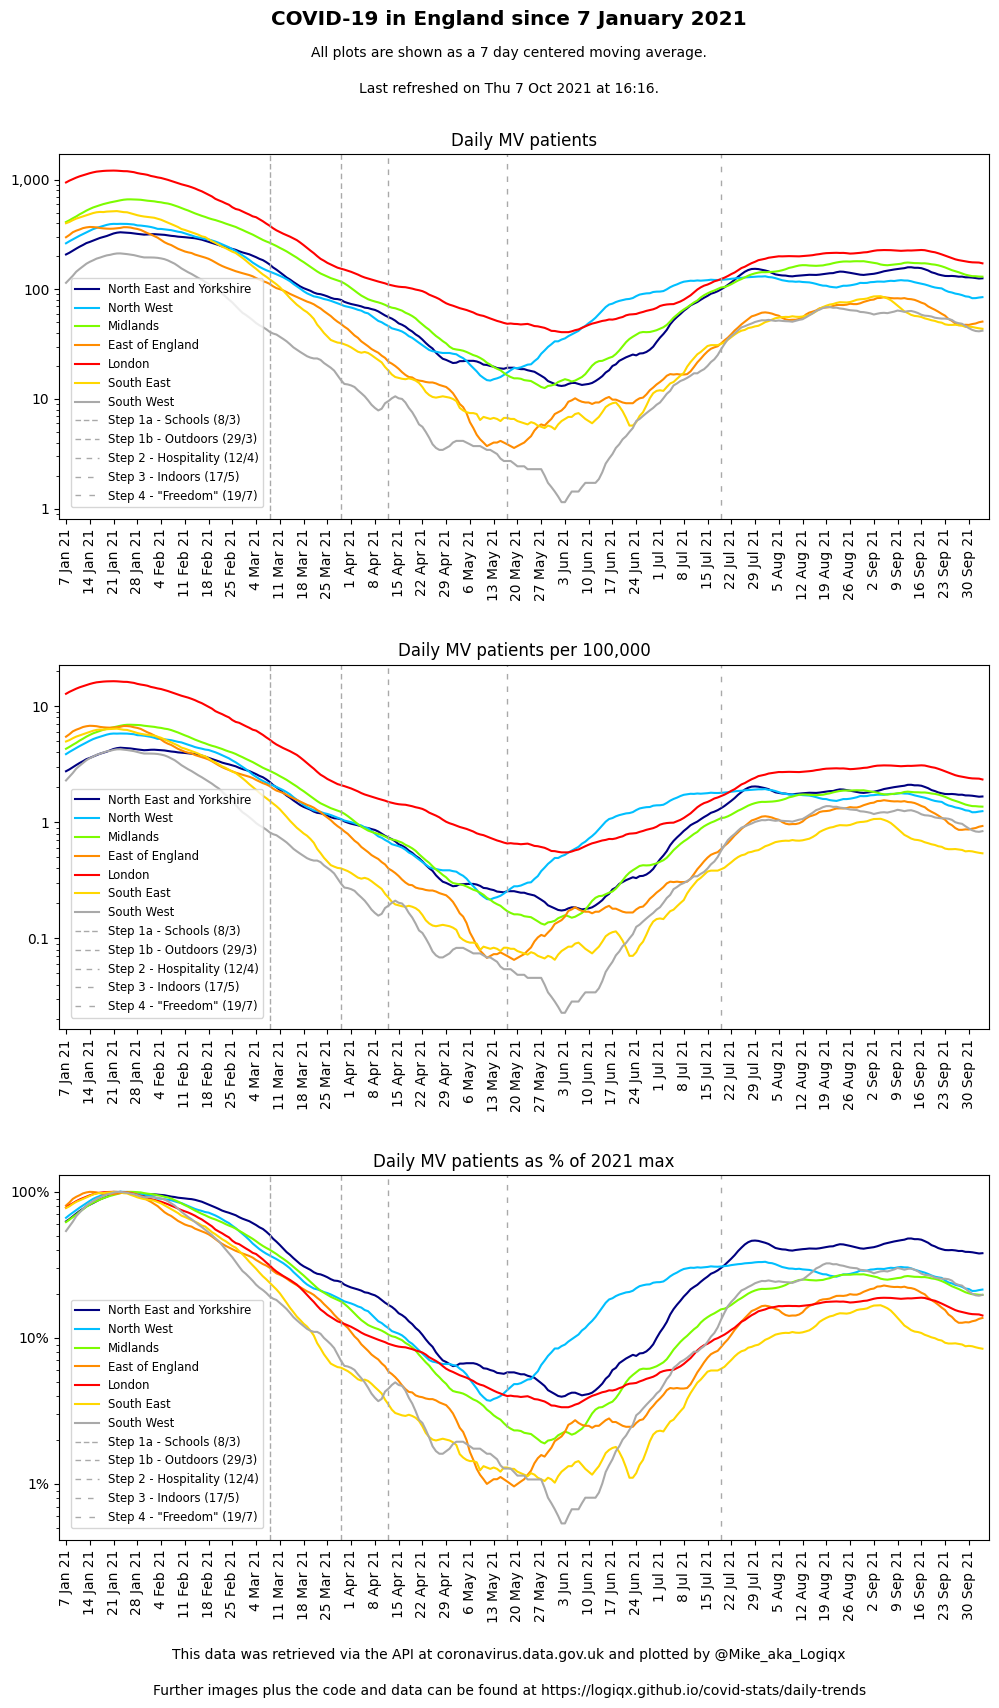 COVID-19 in England since 7 January 2021
All plots are shown as a 7 day centered moving average.
Last refreshed on Thu 7 Oct 2021 at 16:16.
Daily MV patients
1,000
100
10
1
North East and Yorkshire
North West
Midlands
East of England
London
South East
South West
Step 1a - Schools (8/3)
Step 1b - Outdoors (29/3)
Step 2 - Hospitality (12/4)
Step 3 - Indoors (17/5)
Step 4 - "Freedom" (19/7)
7 Jan 21
14 Jan 21
21 Jan 21
28 Jan 21
4 Feb 21
11 Feb 21
18 Feb 21
25 Feb 21
4 Mar 21
11 Mar 21
18 Mar 21
25 Mar 21
1 Apr 21
8 Apr 21
15 Apr 21
22 Apr 21
29 Apr 21
6 May 21
13 May 21
20 May 21
27 May 21
3 Jun 21
10 Jun 21
17 Jun 21
24 Jun 21
1 Jul 21
8 Jul 21
15 Jul 21
22 Jul 21
29 Jul 21
5 Aug 21
12 Aug 21
19 Aug 21
26 Aug 21
2 Sep 21
9 Sep 21
16 Sep 21
23 Sep 21
30 Sep 21
Daily MV patients per 100,000
10
1
0.1
North East and Yorkshire
North West
Midlands
East of England
London
South East
South West
Step 1a - Schools (8/3)
Step 1b - Outdoors (29/3)
Step 2 - Hospitality (12/4)
Step 3 - Indoors (17/5)
Step 4 - "Freedom" (19/7)
7 Jan 21
14 Jan 21
21 Jan 21
28 Jan 21
4 Feb 21
11 Feb 21
18 Feb 21
25 Feb 21
4 Mar 21
11 Mar 21
18 Mar 21
25 Mar 21
1 Apr 21
8 Apr 21
15 Apr 21
22 Apr 21
29 Apr 21
6 May 21
13 May 21
20 May 21
27 May 21
3 Jun 21
10 Jun 21
17 Jun 21
24 Jun 21
1 Jul 21
8 Jul 21
15 Jul 21
22 Jul 21
29 Jul 21
5 Aug 21
12 Aug 21
19 Aug 21
26 Aug 21
2 Sep 21
9 Sep 21
16 Sep 21
23 Sep 21
30 Sep 21
Daily MV patients as % of 2021 max
100%
10%
1%
North East and Yorkshire
North West
Midlands
East of England
London
South East
South West
Step 1a - Schools (8/3)
Step 1b - Outdoors (29/3)
Step 2 - Hospitality (12/4)
Step 3 - Indoors (17/5)
Step 4 - "Freedom" (19/7)
7 Jan 21
14 Jan 21
21 Jan 21
28 Jan 21
4 Feb 21
11 Feb 21
18 Feb 21
25 Feb 21
4 Mar 21
11 Mar 21
18 Mar 21
25 Mar 21
1 Apr 21
8 Apr 21
15 Apr 21
22 Apr 21
29 Apr 21
6 May 21
13 May 21
20 May 21
27 May 21
3 Jun 21
10 Jun 21
17 Jun 21
24 Jun 21
1 Jul 21
8 Jul 21
15 Jul 21
22 Jul 21
29 Jul 21
5 Aug 21
12 Aug 21
19 Aug 21
26 Aug 21
2 Sep 21
9 Sep 21
16 Sep 21
23 Sep 21
30 Sep 21
This data was retrieved via the API at coronavirus.data.gov.uk and plotted by @Mike_aka_Logiqx
Further images plus the code and data can be found at https://logiqx.github.io/covid-stats/daily-trends